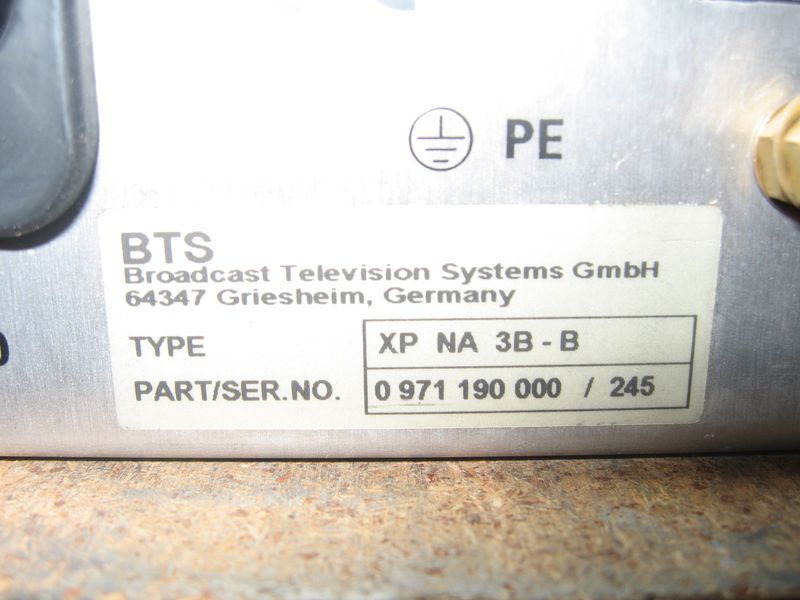 PE
BTS
Broadcast Television Systems GmbH
64347 Griesheim, Germany
TYPE XP NA 3B - B
PART/SER.NO. 0 971 190 000 / 245